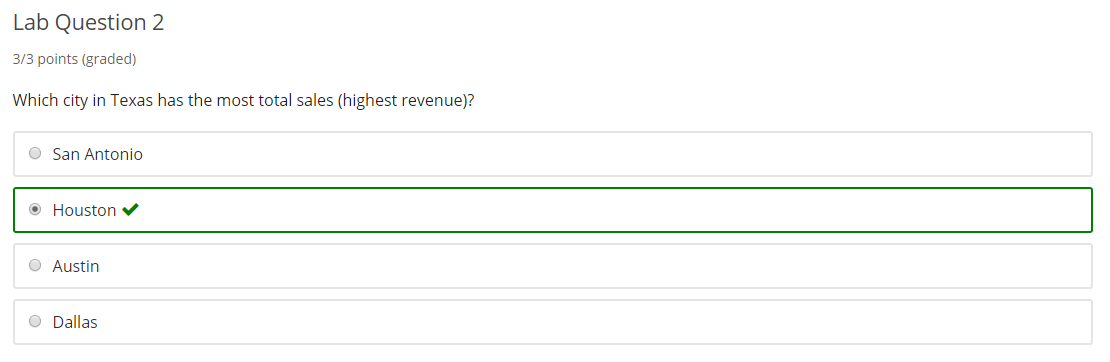 Lab Question 2
3/3 points (graded)
Which city in Texas has the most total sales (highest revenue)?
San Antonio
Houston
Austin
Dallas